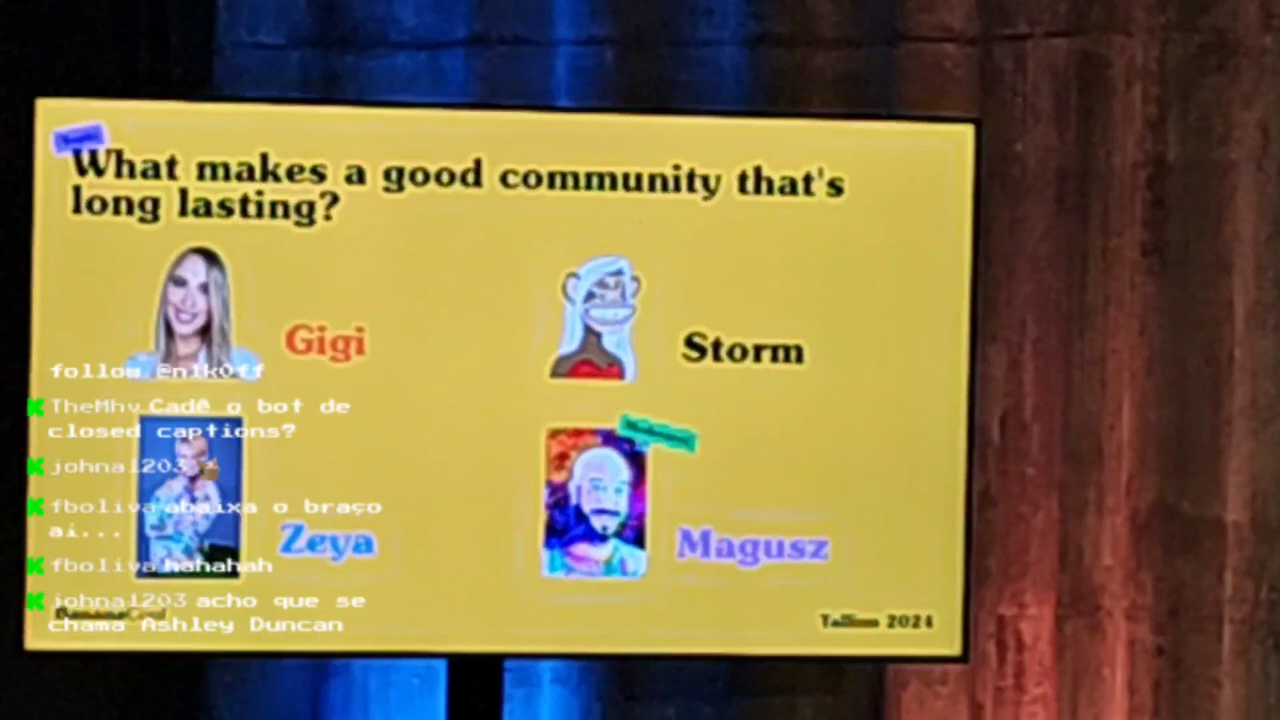 What makes a good community that's
long lasting?
Gigi
Storm
follow @n1k0ff
TheMhv Cadê o bot de
closed captions?
johna1203
fboliva abaixa o braço
aí...
Zeya
Magusz
fboliva hahahah
johna1203 acho que se
chama Ashley Duncan
Tallinn 2024